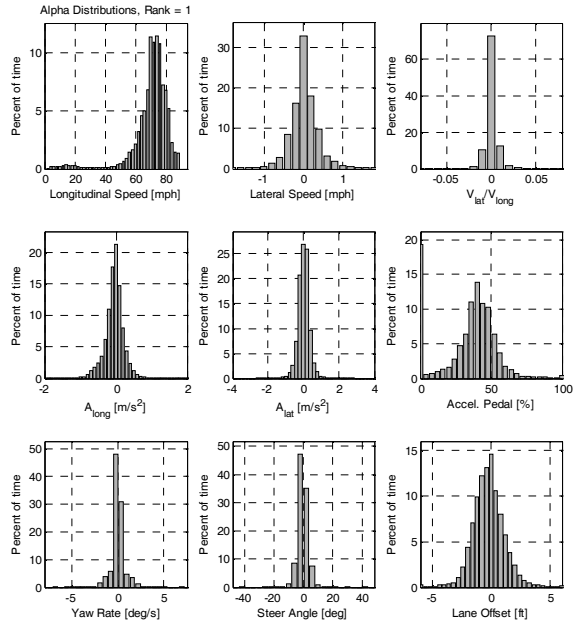 Alpha Distributions, Rank = 1
Percent of time
10
5
0
0 20 40 60 80
Longitudinal Speed [mph]
Percent of time
30
20
10
0
-1 0 1
Lateral Speed [mph]
Percent of time
60
40
20
0
-0.05 0 0.05
V_lat/V_long
Percent of time
20
15
10
5
0
-2 0 2
A_long [m/s²]
Percent of time
25
20
15
10
5
0
-4 -2 0 2 4
A_lat [m/s²]
Percent of time
20
15
10
5
0
0 50 100
Accel. Pedal [%]
Percent of time
50
40
30
20
10
0
-5 0 5
Yaw Rate [deg/s]
Percent of time
50
40
30
20
10
0
-40 -20 0 20 40
Steer Angle [deg]
Percent of time
15
10
5
0
-5 0 5
Lane Offset [ft]